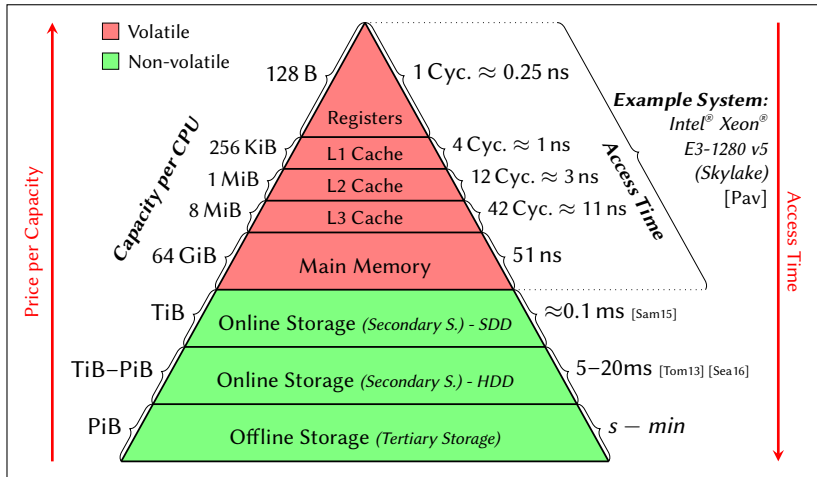 Volatile
Non-volatile
128 B
1 Cyc. ≈ 0.25 ns
Registers
256 KiB
L1 Cache
4 Cyc. ≈ 1 ns
1 MiB
L2 Cache
12 Cyc. ≈ 3 ns
8 MiB
L3 Cache
42 Cyc. ≈ 11 ns
64 GiB
Main Memory
51 ns
TiB
Online Storage (Secondary S.) - SDD
≈0.1 ms [Sam15]
TiB–PiB
Online Storage (Secondary S.) - HDD
5–20ms [Tom13] [Sea16]
PiB
Offline Storage (Tertiary Storage)
s – min
Price per Capacity
Capacity per CPU
Access Time
Example System:
Intel® Xeon®
E3-1280 v5
(Skylake)
[Pav]
Access Time